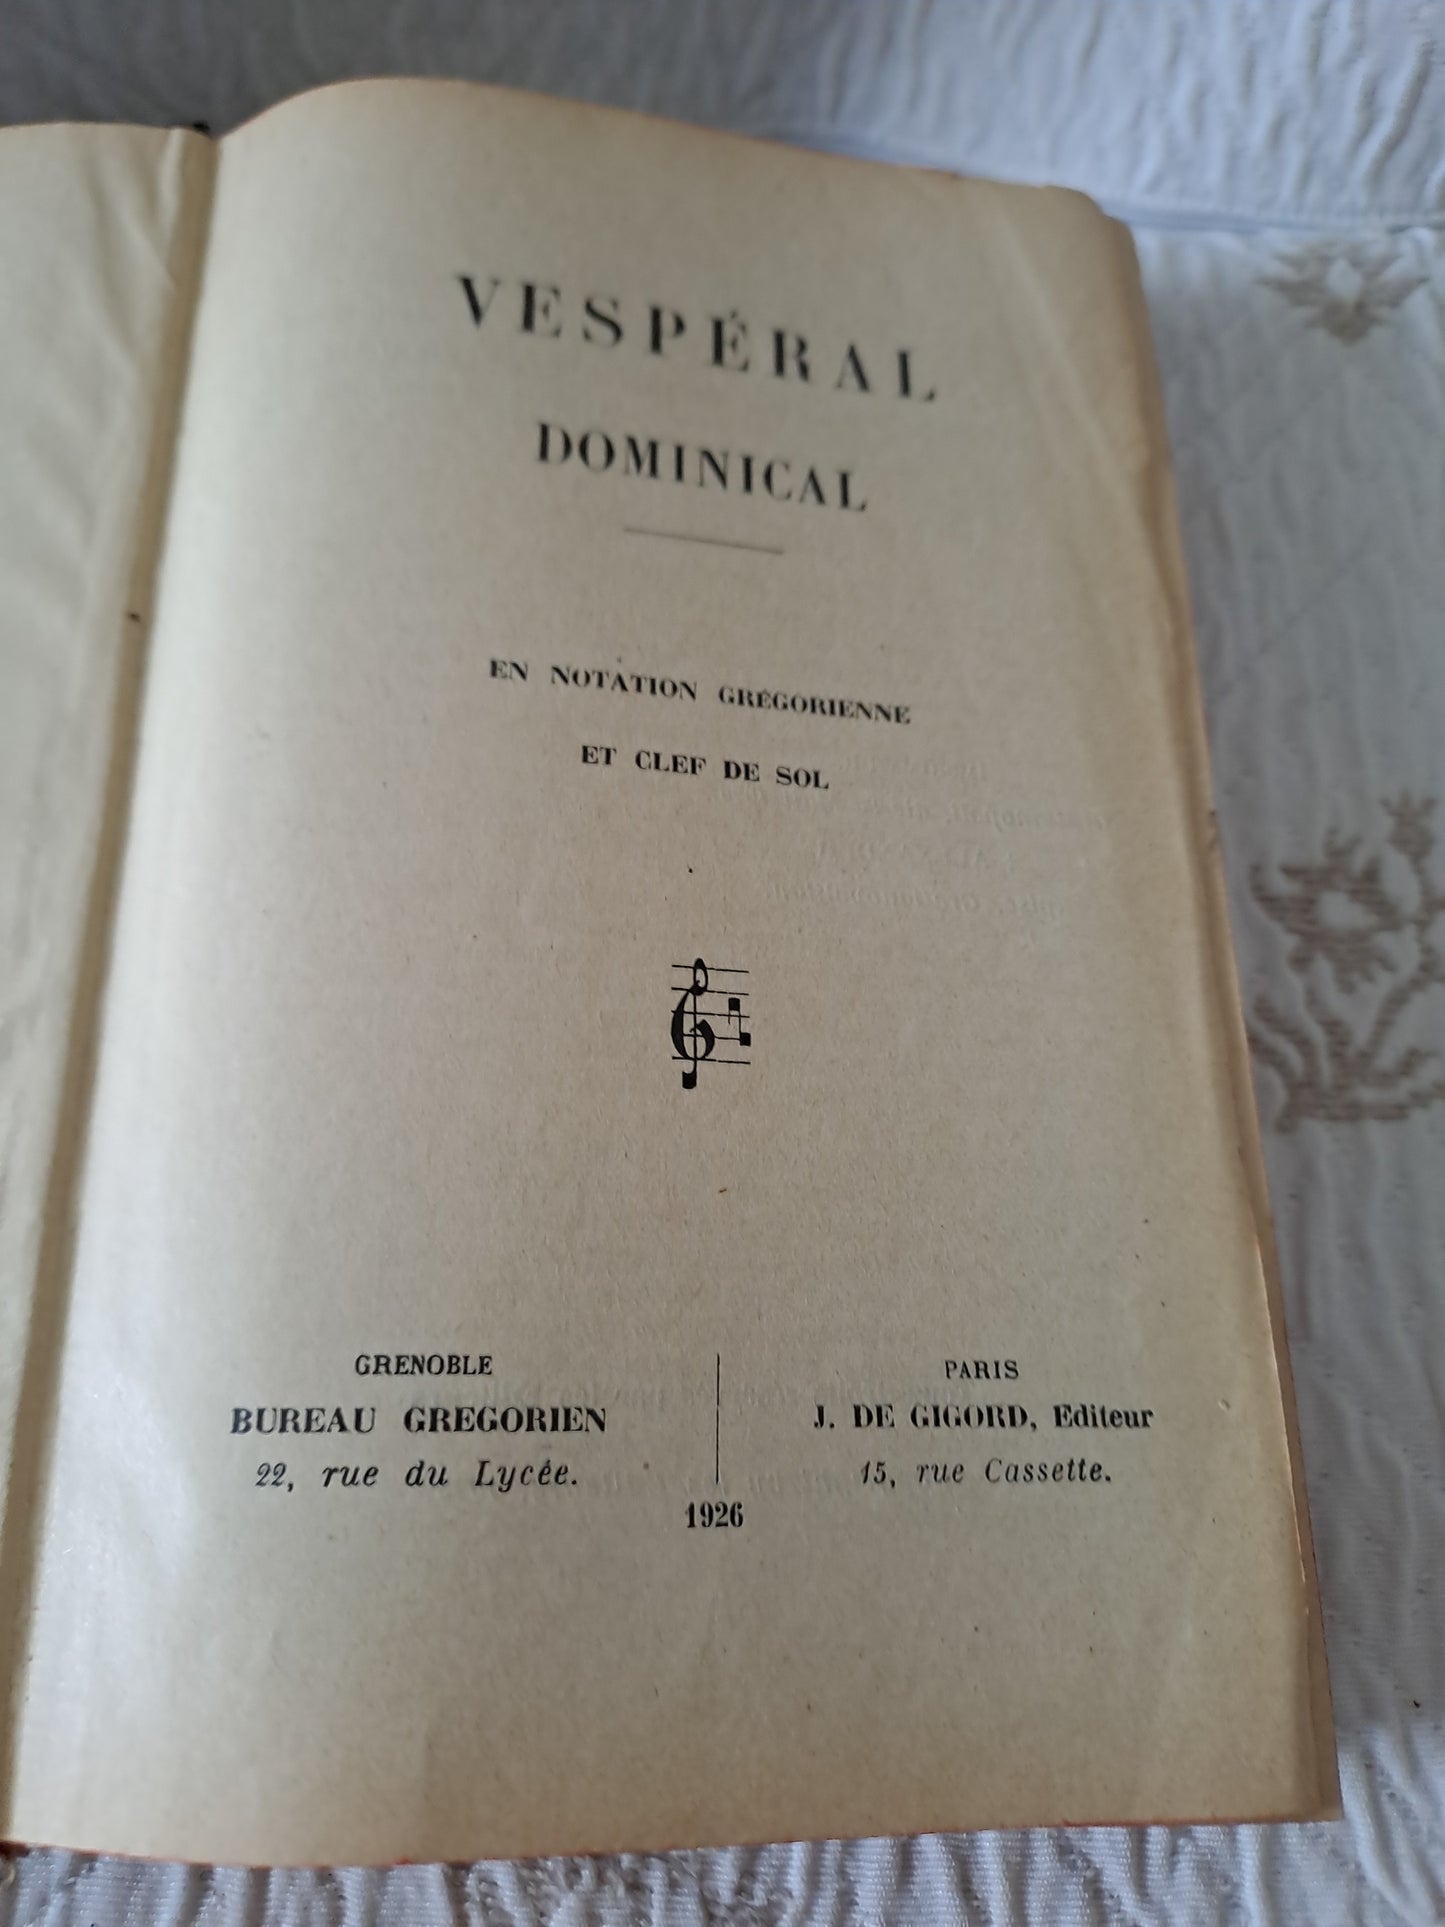 VESPÉRAL
DOMINICAL
EN NOTATION GRÉGORIENNE
ET CLEF DE SOL
GRENOBLE
BUREAU GREGORIEN
22, rue du Lycée.
PARIS
J. DE GIGORD, Editeur
15, rue Cassette.
1926